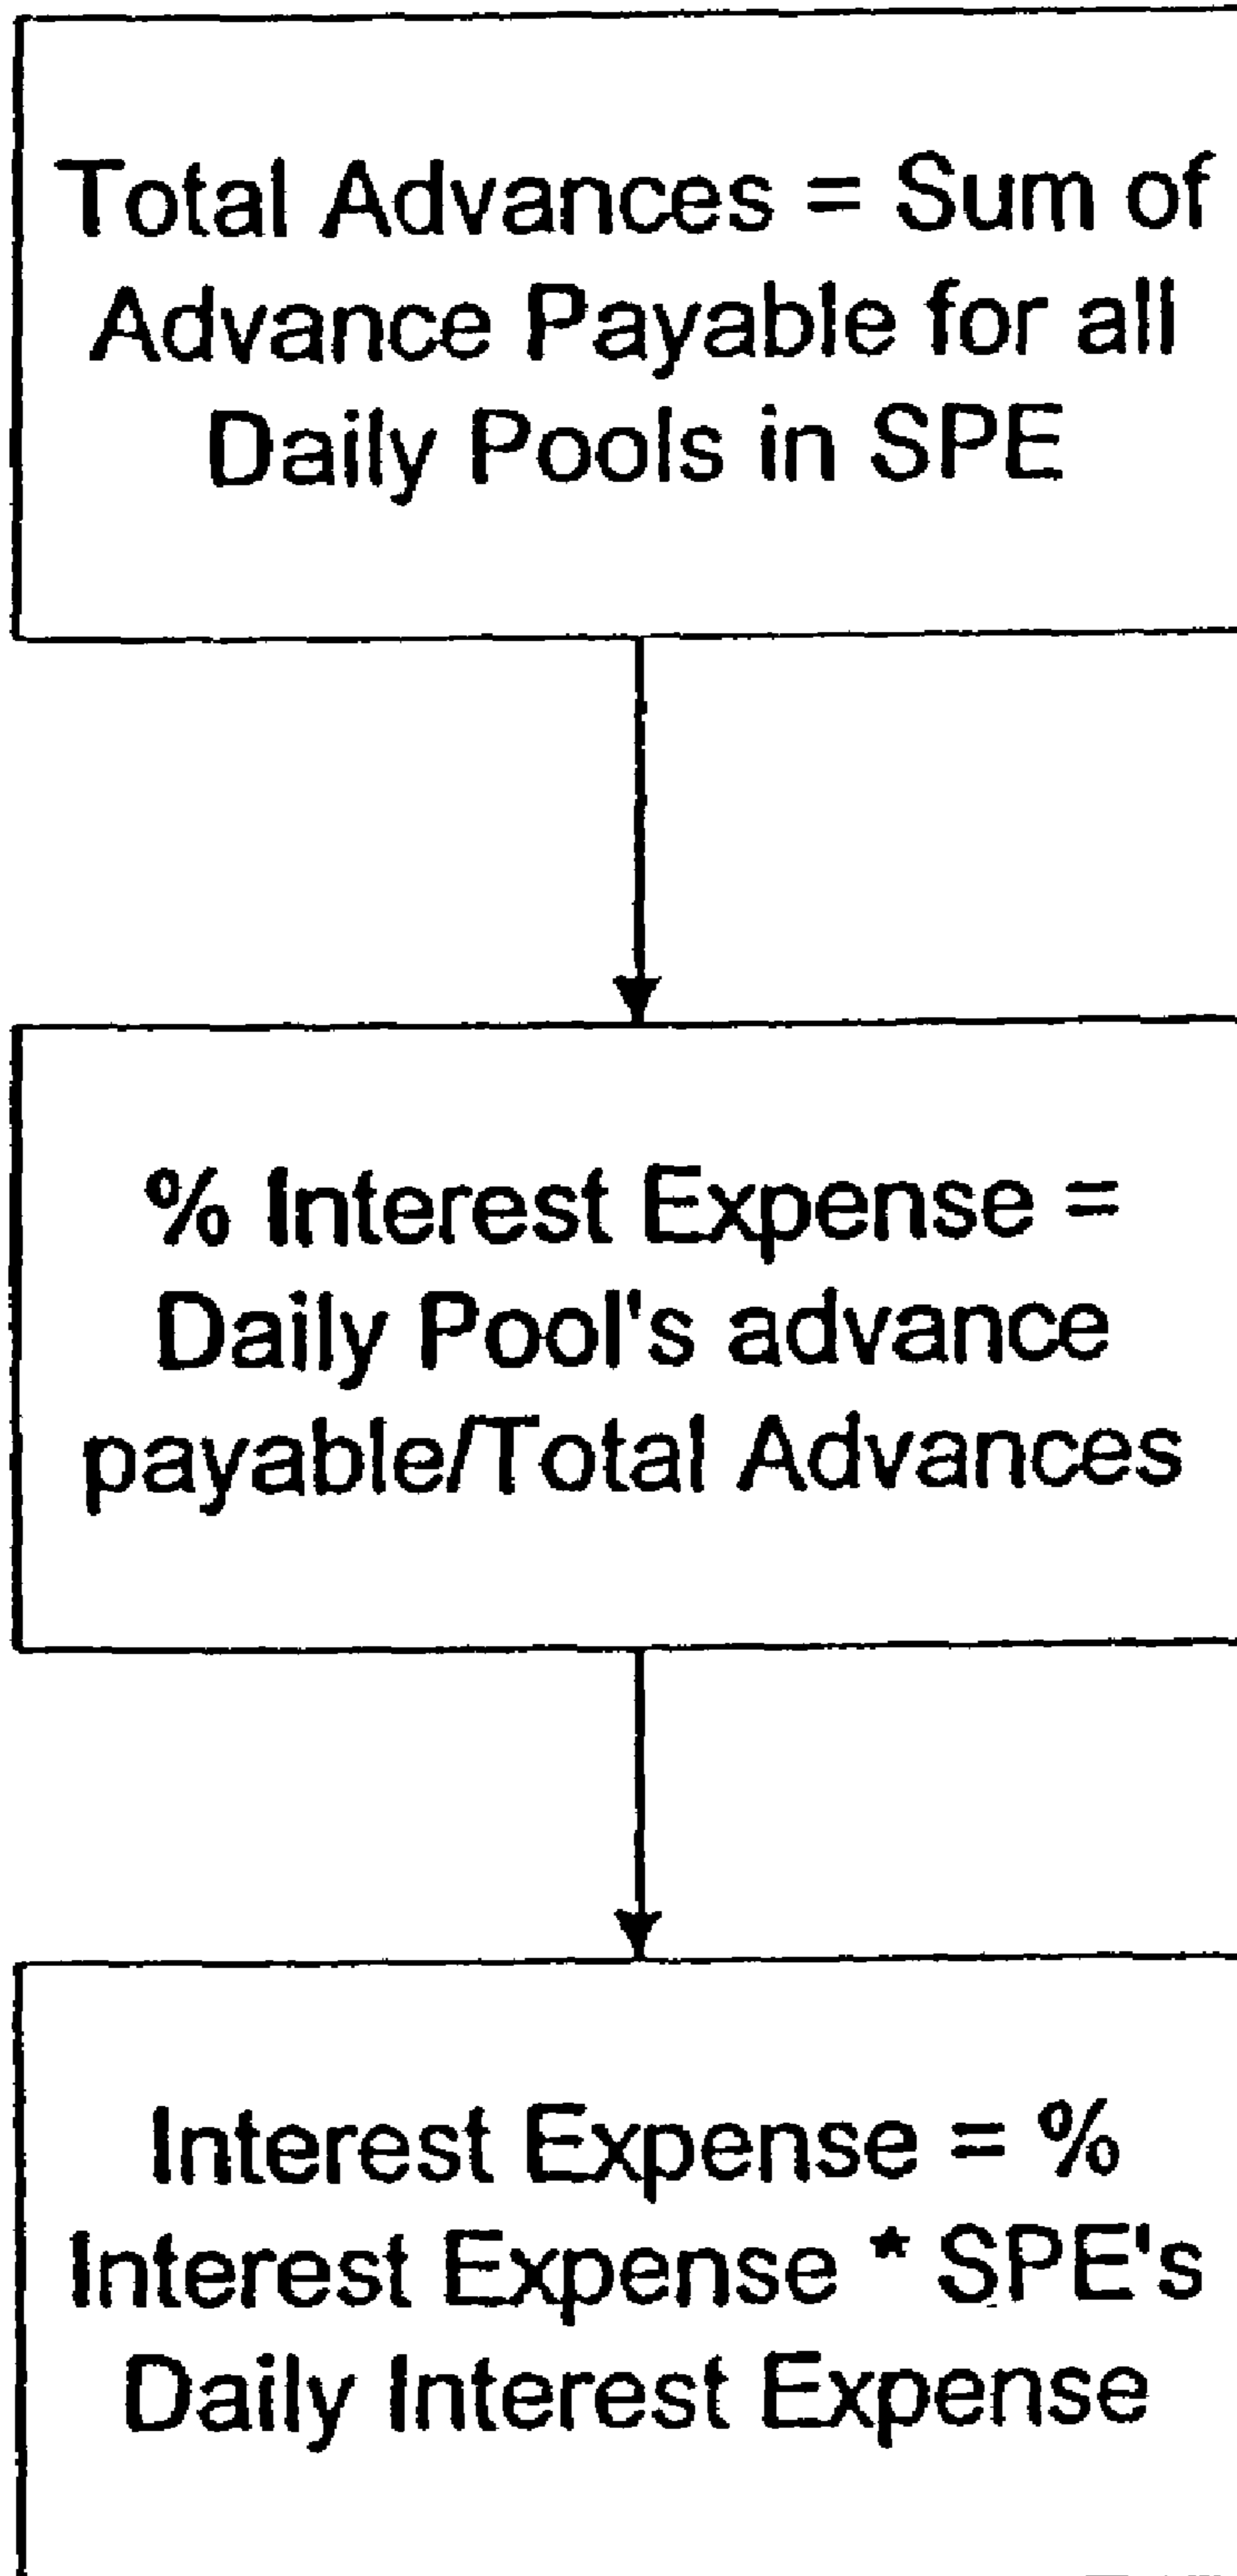 Total Advances = Sum of
Advance Payable for all
Daily Pools in SPE
% Interest Expense =
Daily Pool's advance
payable/Total Advances
Interest Expense = %
Interest Expense * SPE's
Daily Interest Expense